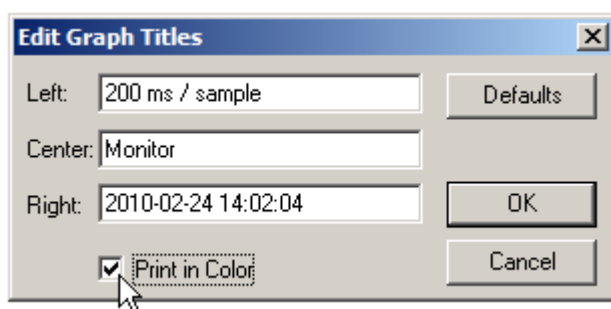 Edit Graph Titles
Left: 200 ms / sample
Defaults
Center: Monitor
Right: 2010-02-24 14:02:04
OK
Print in Color
Cancel